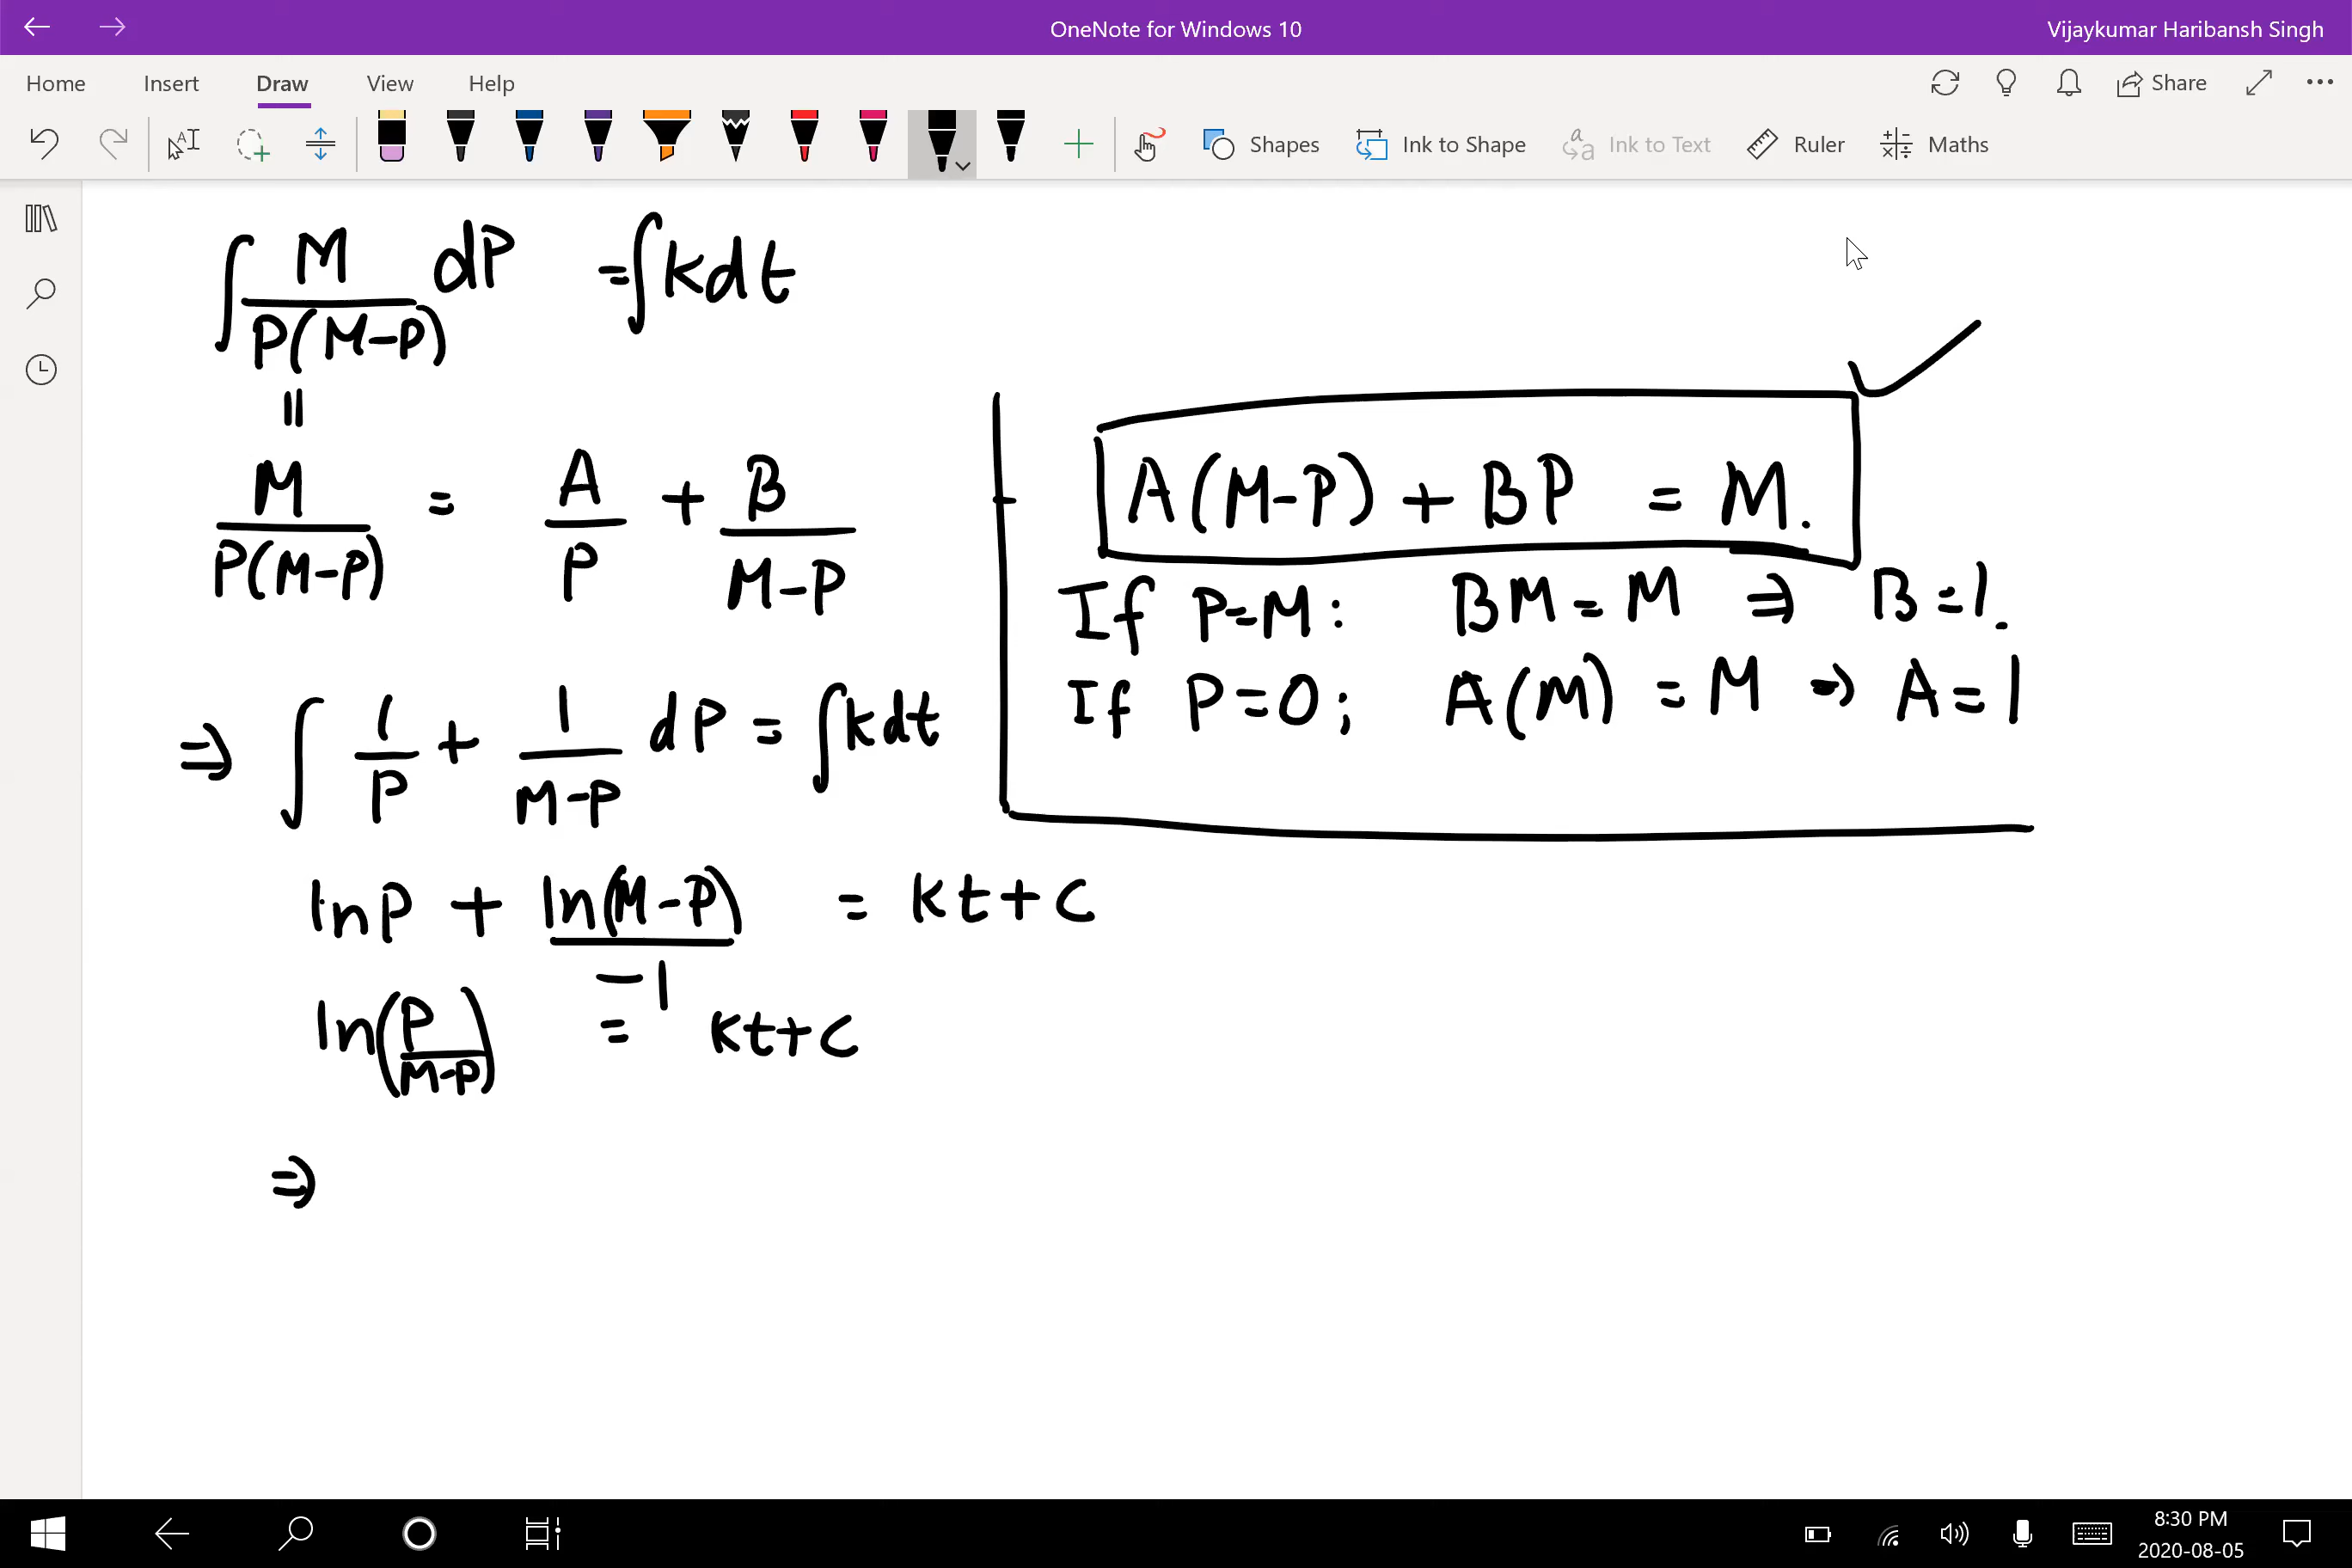 OneNote for Windows 10
Vijaykumar Haribansh Singh
Home Insert Draw View Help
Share
Shapes Ink to Shape Ink to Text Ruler Maths
∫ M/P(M-P) dP = ∫kdt
=
M/P(M-P) = A/P + B/M-P
A(M-P) + BP = M.
If P=M: BM = M ⇒ B=1.
If P=0; A(M) = M ⇒ A=1
⇒ ∫ 1/P + 1/M-P dP = ∫kdt
lnP + ln(M-P)/-1 = kt+c
ln(P/M-P) = kt+c
⇒
8:30 PM
2020-08-05